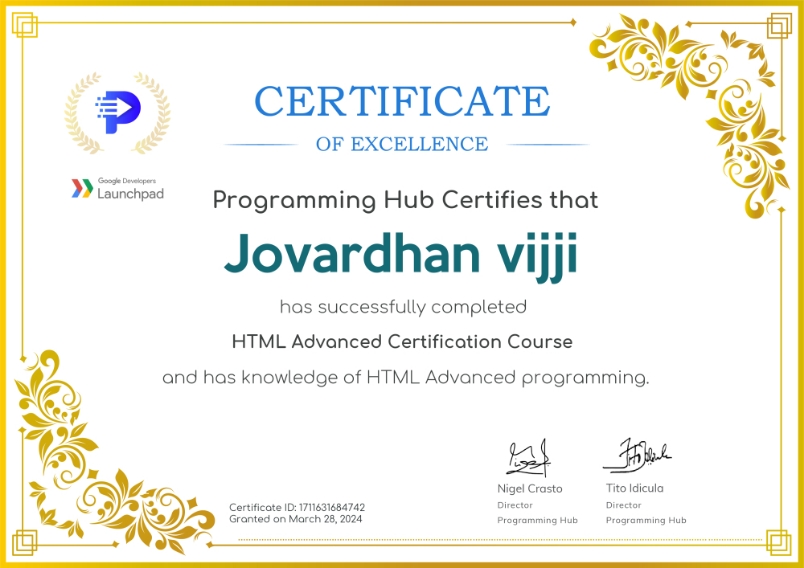 CERTIFICATE
OF EXCELLENCE
Google Developers
Launchpad
Programming Hub Certifies that
Jovardhan vijji
has successfully completed
HTML Advanced Certification Course
and has knowledge of HTML Advanced programming.
Nigel Crasto
Director
Programming Hub
Tito Idicula
Director
Programming Hub
Certificate ID: 1711631684742
Granted on March 28, 2024